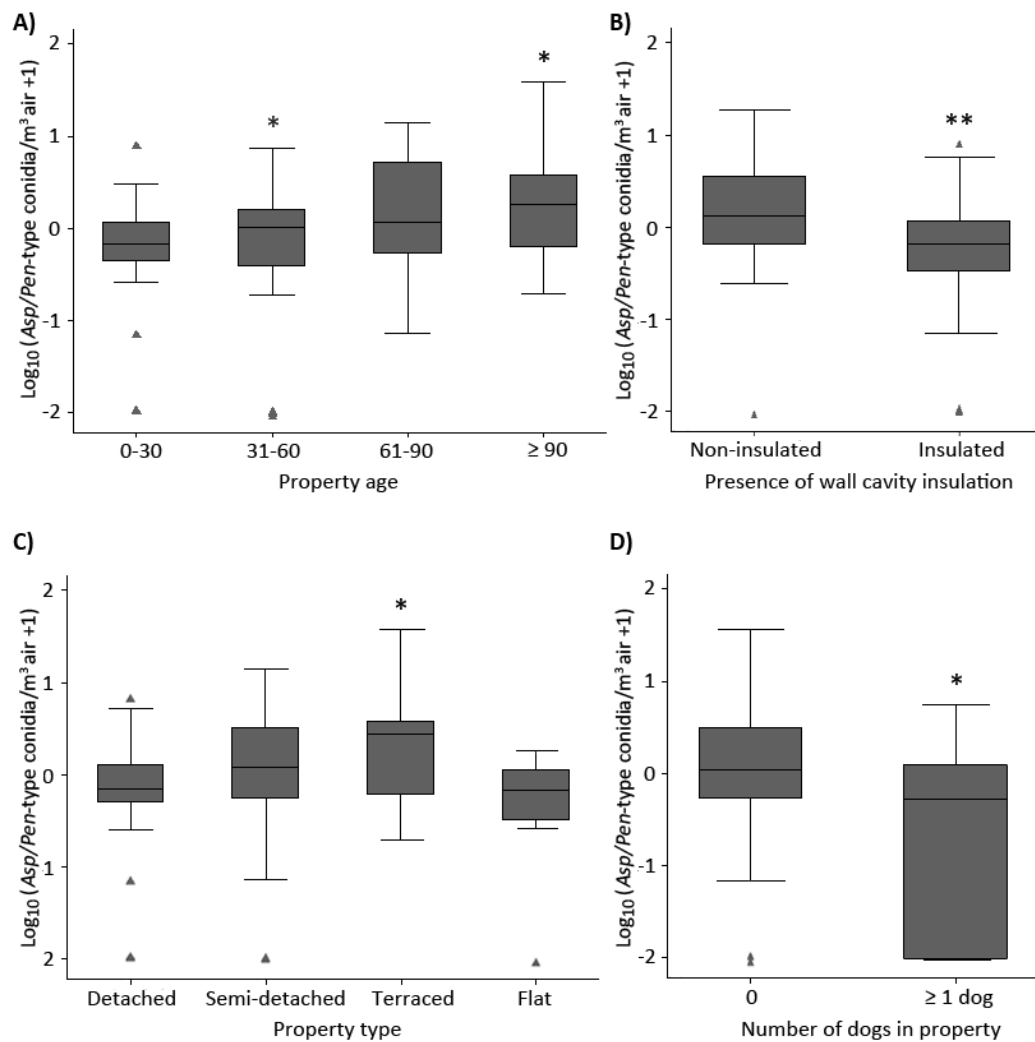 A)
Log10 (Asp/Pen-type conidia/m³ air +1)
2
*
*
1
0
-1
-2
0-30 31-60 61-90 ≥ 90
Property age
B)
Log10 (Asp/Pen-type conidia/m³ air +1)
2
**
1
0
-1
-2
Non-insulated Insulated
Presence of wall cavity insulation
C)
Log10 (Asp/Pen-type conidia/m³ air +1)
2
*
1
0
-1
2
Detached Semi-detached Terraced Flat
Property type
D)
Log10 (Asp/Pen-type conidia/m³ air +1)
2
*
1
0
-1
-2
0 ≥ 1 dog
Number of dogs in property